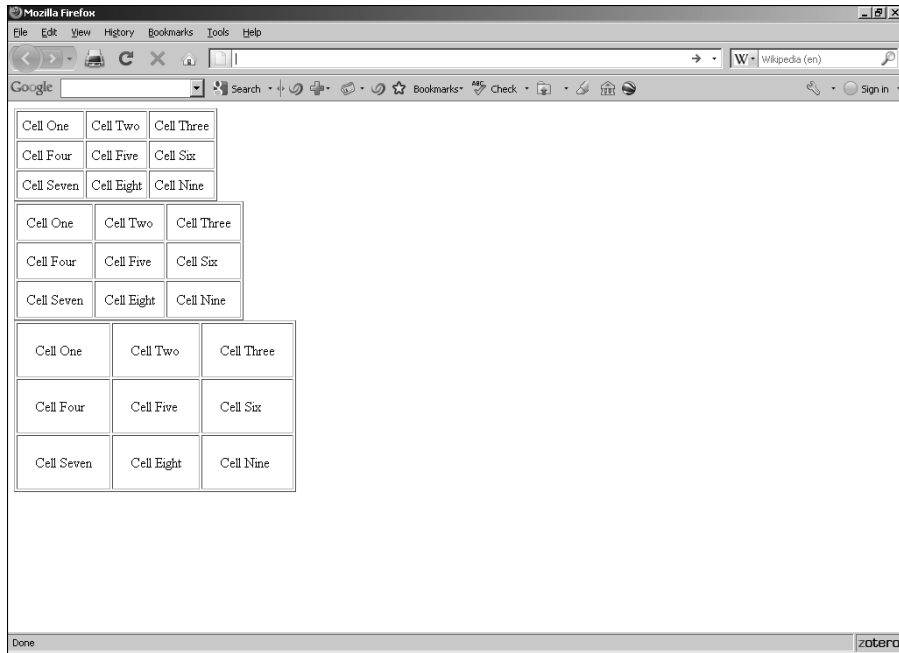 Mozilla Firefox
File Edit View History Bookmarks Tools Help
W Wikipedia (en)
Google Search Bookmarks ABC Check Sign in
Cell One Cell Two Cell Three
Cell Four Cell Five Cell Six
Cell Seven Cell Eight Cell Nine
Cell One Cell Two Cell Three
Cell Four Cell Five Cell Six
Cell Seven Cell Eight Cell Nine
Cell One Cell Two Cell Three
Cell Four Cell Five Cell Six
Cell Seven Cell Eight Cell Nine
Done zotero